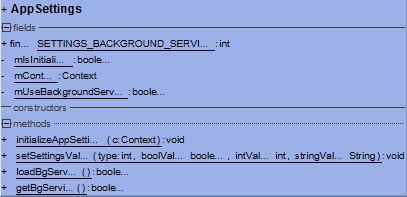 + AppSettings
fields
+ fin... SETTINGS_BACKGROUND_SERVI... : int
- mIsInitiali... : boole...
- mCont... : Context
- mUseBackgroundServ... : boole...
constructors
methods
+ initializeAppSetti... (c:Context):void
+ setSettingsVal... (type:int, boolVal... boole... , intVal... int, stringVal... String):void
+ loadBgServ... ():boole...
+ getBgServi... ():boole...